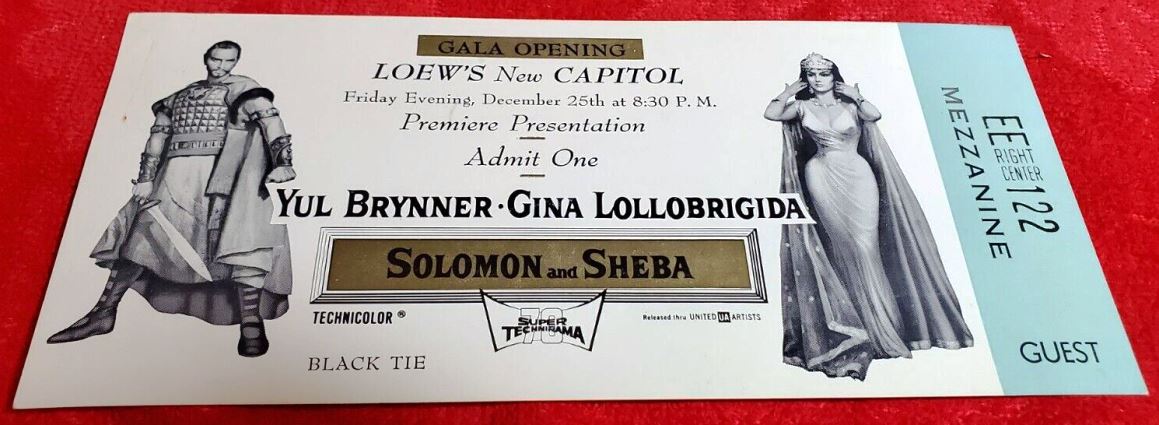 GALA OPENING
LOEW'S New CAPITOL
Friday Evening, December 25th at 8:30 P. M.
Premiere Presentation
Admit One
YUL BRYNNER · GINA LOLLOBRIGIDA
SOLOMON and SHEBA
TECHNICOLOR ®
SUPER
70
TECHNIRAMA
Released thru UNITED UA ARTISTS
BLACK TIE
MEZZANINE
EE
RIGHT
CENTER
122
GUEST